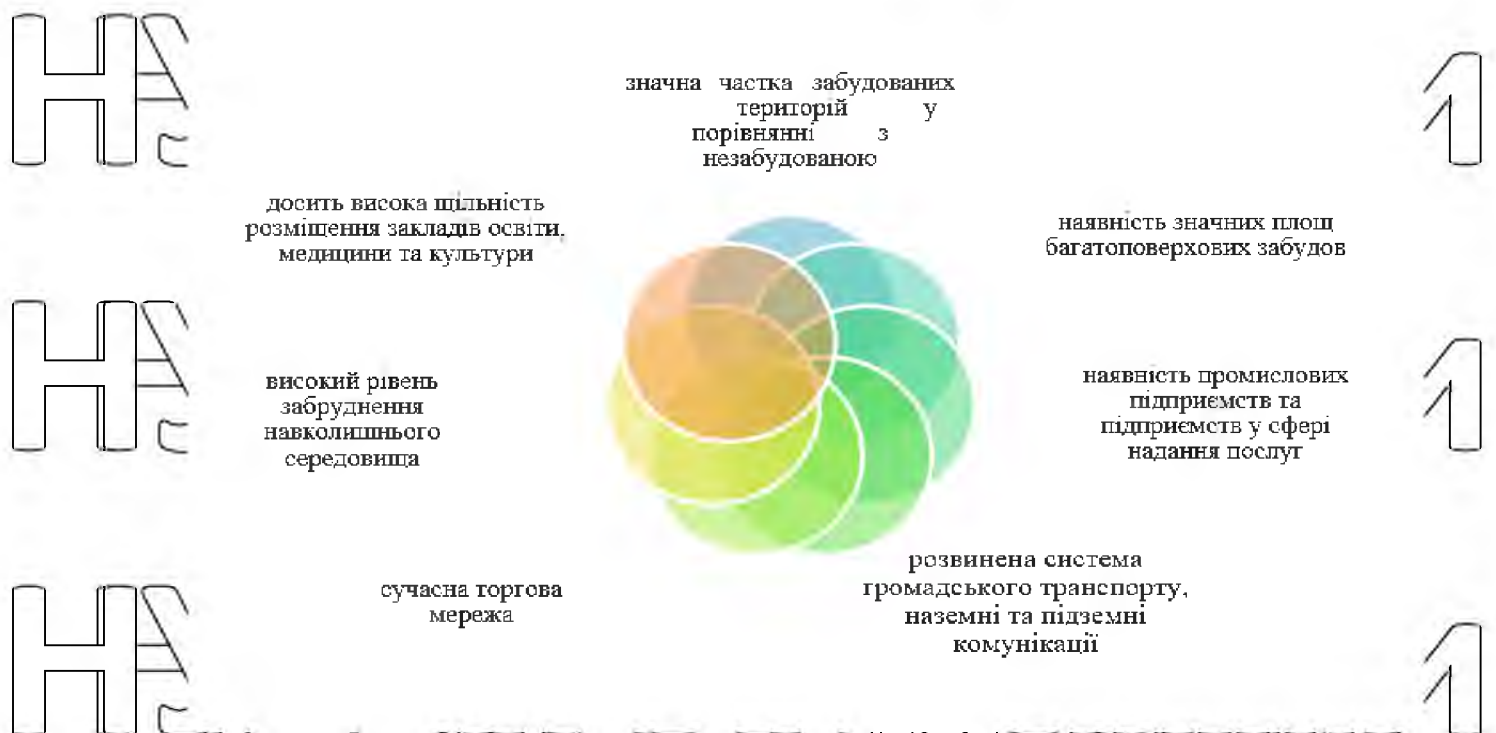 значна частка забудованих
територій у
порівнянні з
незабудованою
досить висока щільність
розміщення закладів освіти,
медицини та культури
наявність значних площ
багатоповерхових забудов
високий рівень
забруднення
навколишнього
середовища
наявність промислових
підприємств та
підприємств у сфері
надання послуг
сучасна торгова
мережа
розвинена система
громадського транспорту,
наземні та підземні
комунікації